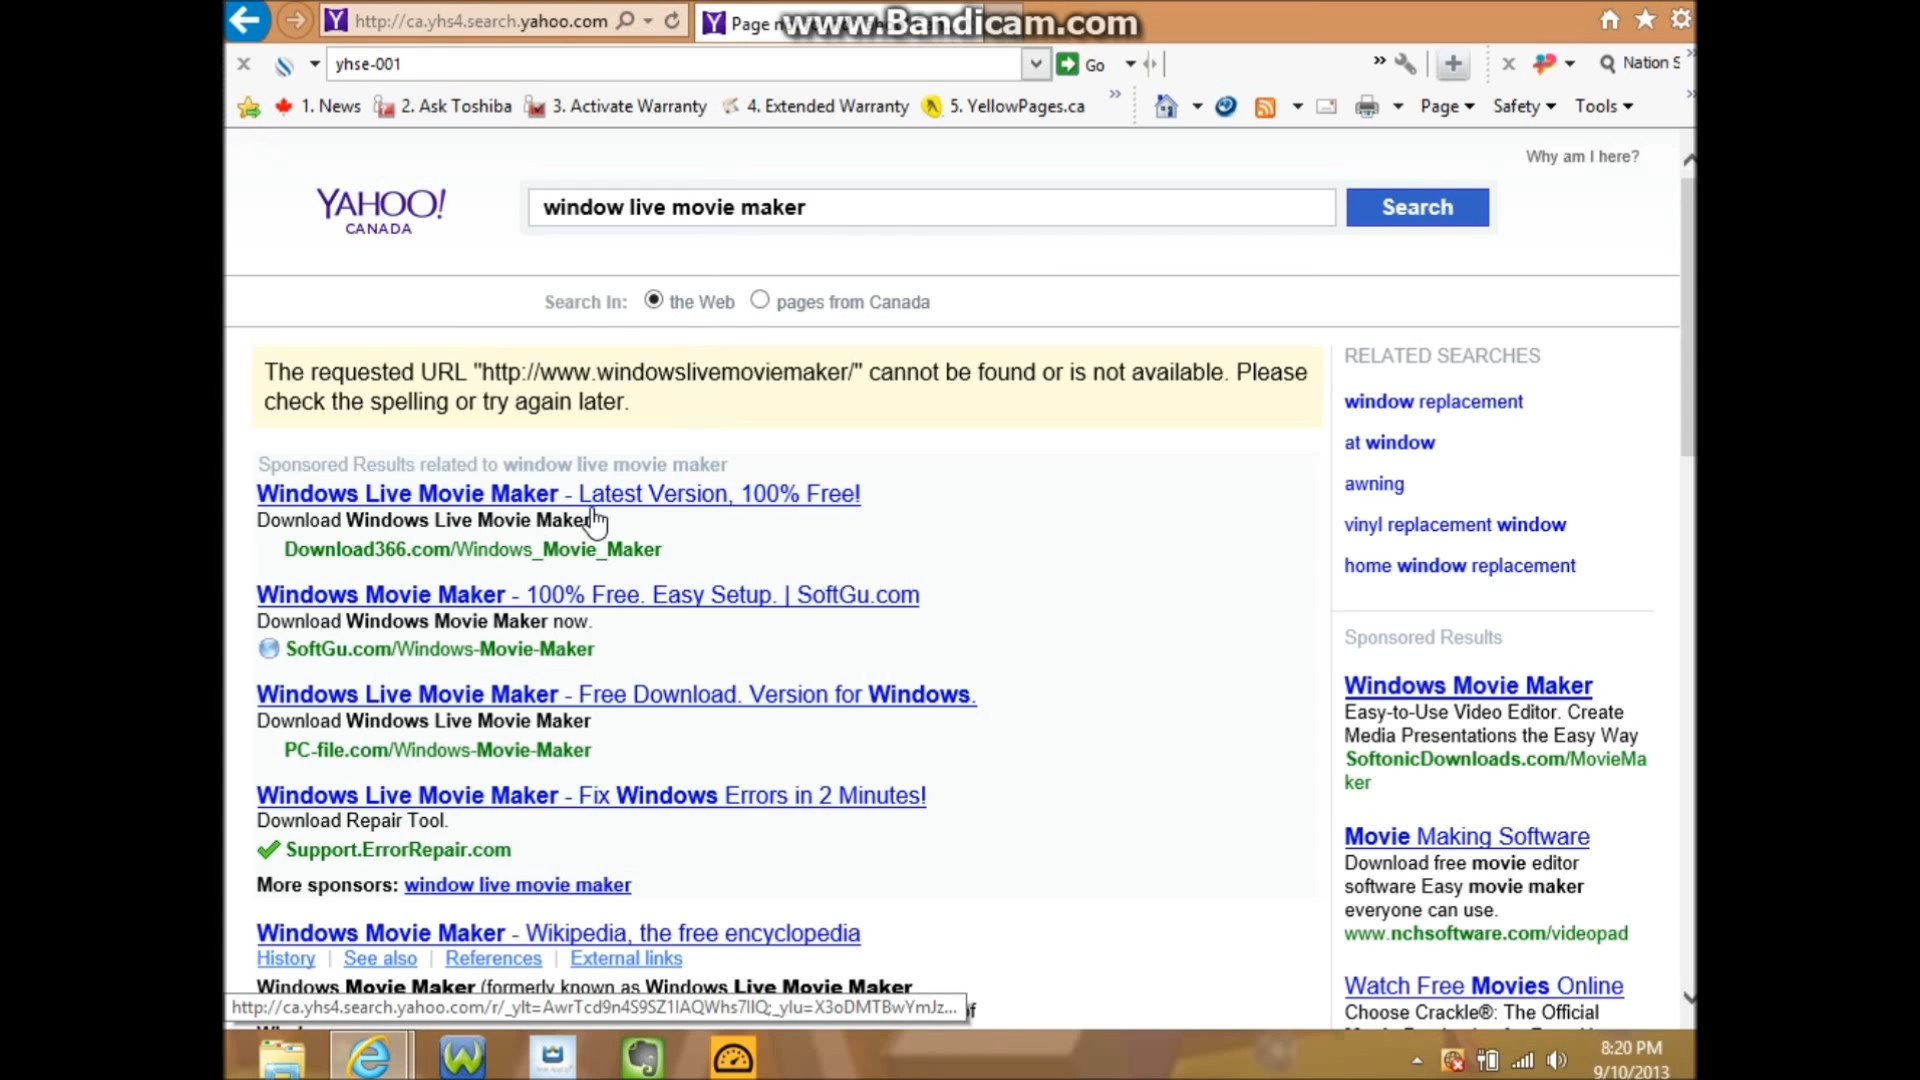 http://ca.yhs4.search.yahoo.com
Page n
www.Bandicam.com
yhse-001
Go
Nation S
1. News
2. Ask Toshiba
3. Activate Warranty
4. Extended Warranty
5. YellowPages.ca
Page
Safety
Tools
Why am I here?
YAHOO!
CANADA
window live movie maker
Search
Search In:
the Web
pages from Canada
The requested URL "http://www.windowslivemoviemaker/" cannot be found or is not available. Please
check the spelling or try again later.
Sponsored Results related to window live movie maker
Windows Live Movie Maker - Latest Version, 100% Free!
Download Windows Live Movie Maker
Download366.com/Windows_Movie_Maker
Windows Movie Maker - 100% Free. Easy Setup. | SoftGu.com
Download Windows Movie Maker now.
SoftGu.com/Windows-Movie-Maker
Windows Live Movie Maker - Free Download. Version for Windows.
Download Windows Live Movie Maker
PC-file.com/Windows-Movie-Maker
Windows Live Movie Maker - Fix Windows Errors in 2 Minutes!
Download Repair Tool.
Support.ErrorRepair.com
More sponsors: window live movie maker
Windows Movie Maker - Wikipedia, the free encyclopedia
History | See also | References | External links
Windows Movie Maker (formerly known as Windows Live Movie Maker
http://ca.yhs4.search.yahoo.com/r/_ylt=AwrTcd9n4S9SZ1IAQWhs7IIQ;_ylu=X3oDMTBwYmJz...
of
RELATED SEARCHES
window replacement
at window
awning
vinyl replacement window
home window replacement
Sponsored Results
Windows Movie Maker
Easy-to-Use Video Editor. Create
Media Presentations the Easy Way
SoftonicDownloads.com/MovieMa
ker
Movie Making Software
Download free movie editor
software Easy movie maker
everyone can use.
www.nchsoftware.com/videopad
Watch Free Movies Online
Choose Crackle®: The Official
8:20 PM
9/10/2013